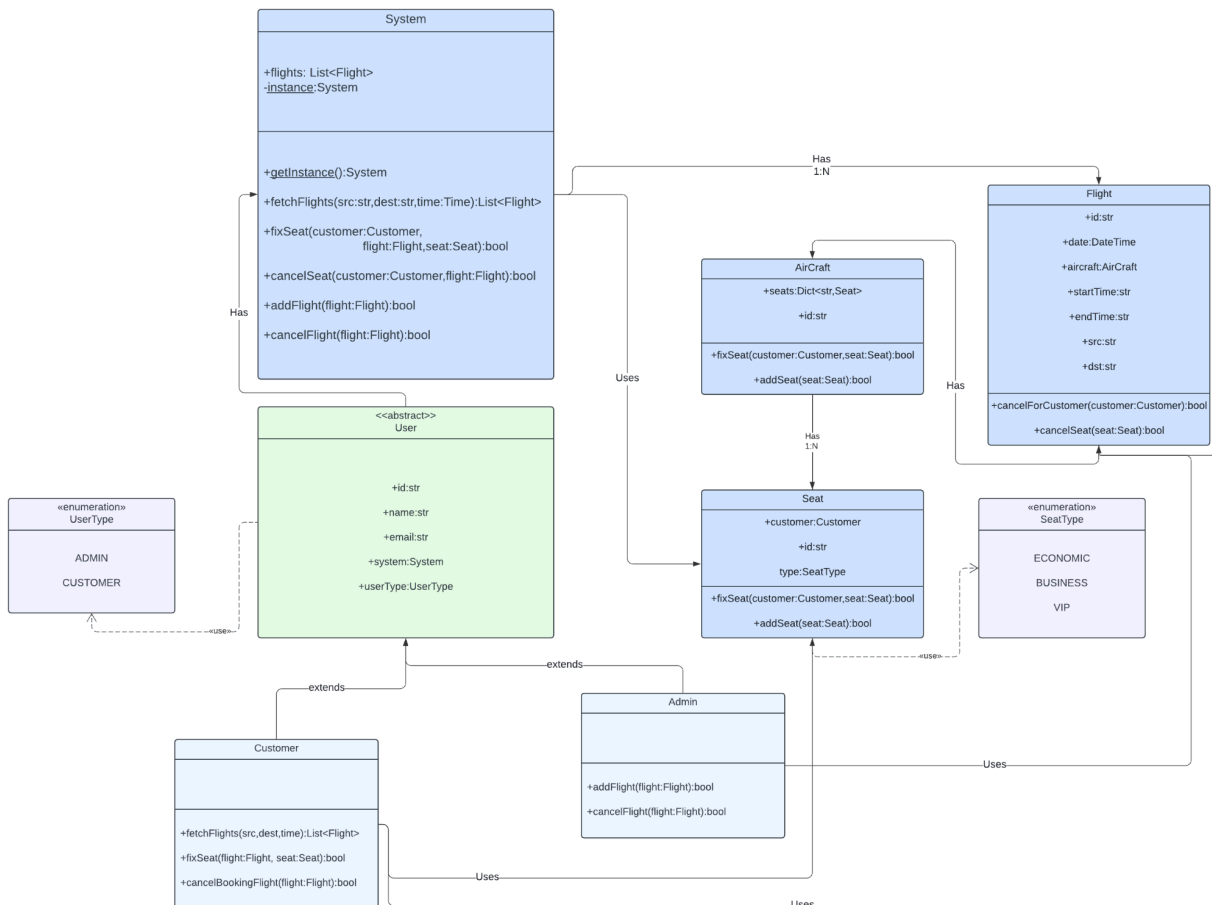 System
+flights: List<Flight>
-instance:System
+getInstance():System
+fetchFlights(src:str,dest:str,time:Time):List<Flight>
+fixSeat(customer:Customer,
flight:Flight,seat:Seat):bool
+cancelSeat(customer:Customer,flight:Flight):bool
+addFlight(flight:Flight):bool
+cancelFlight(flight:Flight):bool
Has
1:N
Flight
+id:str
+date:DateTime
+aircraft:AirCraft
+startTime:str
+endTime:str
+src:str
+dst:str
+cancelForCustomer(customer:Customer):bool
+cancelSeat(seat:Seat):bool
AirCraft
+seats:Dict<str,Seat>
+id:str
+fixSeat(customer:Customer,seat:Seat):bool
+addSeat(seat:Seat):bool
Has
Has
Uses
Has
1:N
<<abstract>>
User
+id:str
+name:str
+email:str
+system:System
+userType:UserType
«enumeration»
UserType
ADMIN
CUSTOMER
«use»
Seat
+customer:Customer
+id:str
type:SeatType
+fixSeat(customer:Customer,seat:Seat):bool
+addSeat(seat:Seat):bool
«enumeration»
SeatType
ECONOMIC
BUSINESS
VIP
«use»
extends
extends
Admin
+addFlight(flight:Flight):bool
+cancelFlight(flight:Flight):bool
Uses
Customer
+fetchFlights(src,dest,time):List<Flight>
+fixSeat(flight:Flight, seat:Seat):bool
+cancelBookingFlight(flight:Flight):bool
Uses
Uses